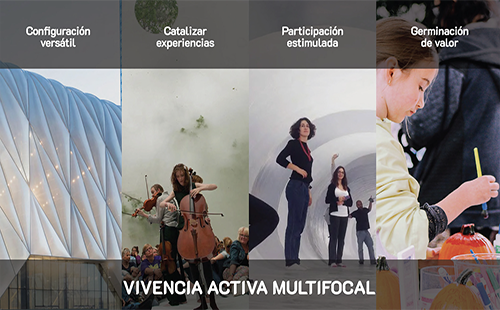 Configuración
versátil
Catalizar
experiencias
Participación
estimulada
Germinación
de valor
VIVENCIA ACTIVA MULTIFOCAL